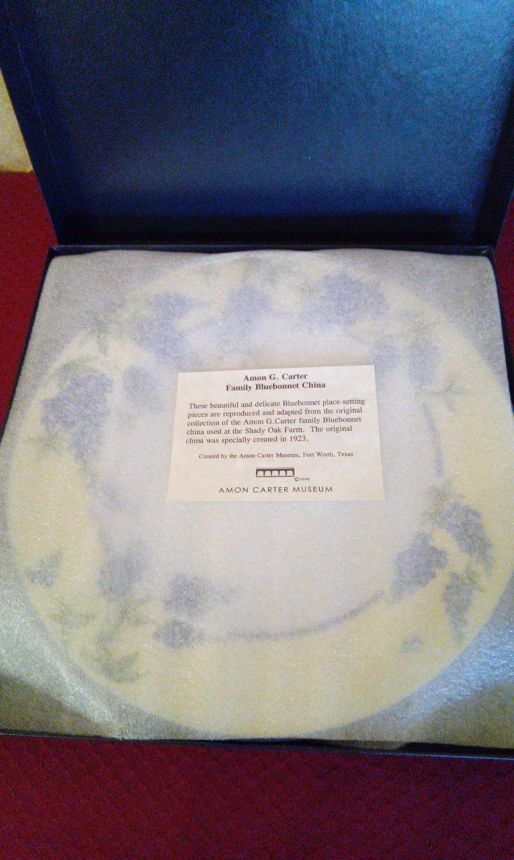 Amon G. Carter
Family Bluebonnet China
These beautiful and delicate Bluebonnet place-setting
pieces are reproduced and adapted from the original
collection of the Amon G.Carter family Bluebonnet
china used at the Shady Oak Farm. The original
china was specially created in 1923.
Created by the Amon Carter Museum, Fort Worth, Texas
©
AMON CARTER MUSEUM